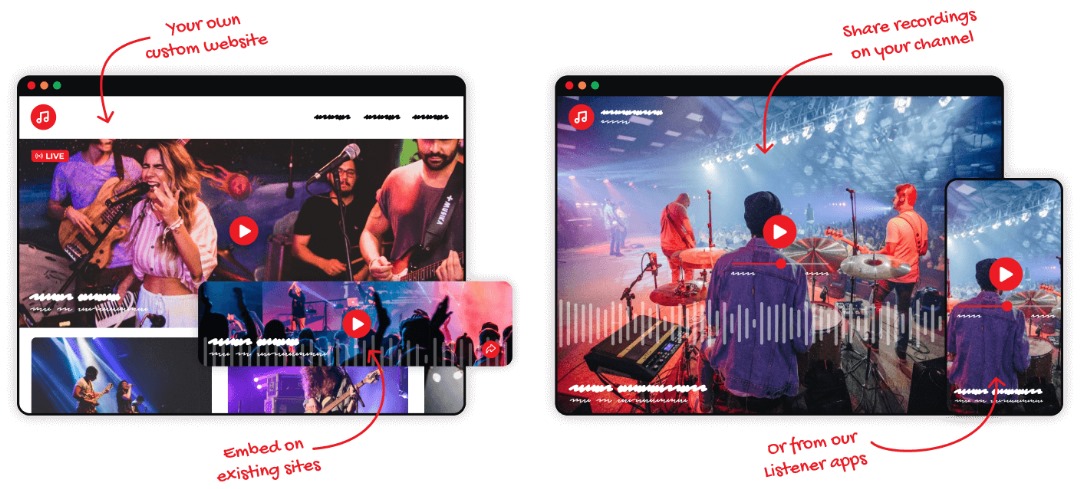 Your own
custom website
Share recordings
on your channel
LIVE
Embed on
existing sites
Or from our
Listener apps